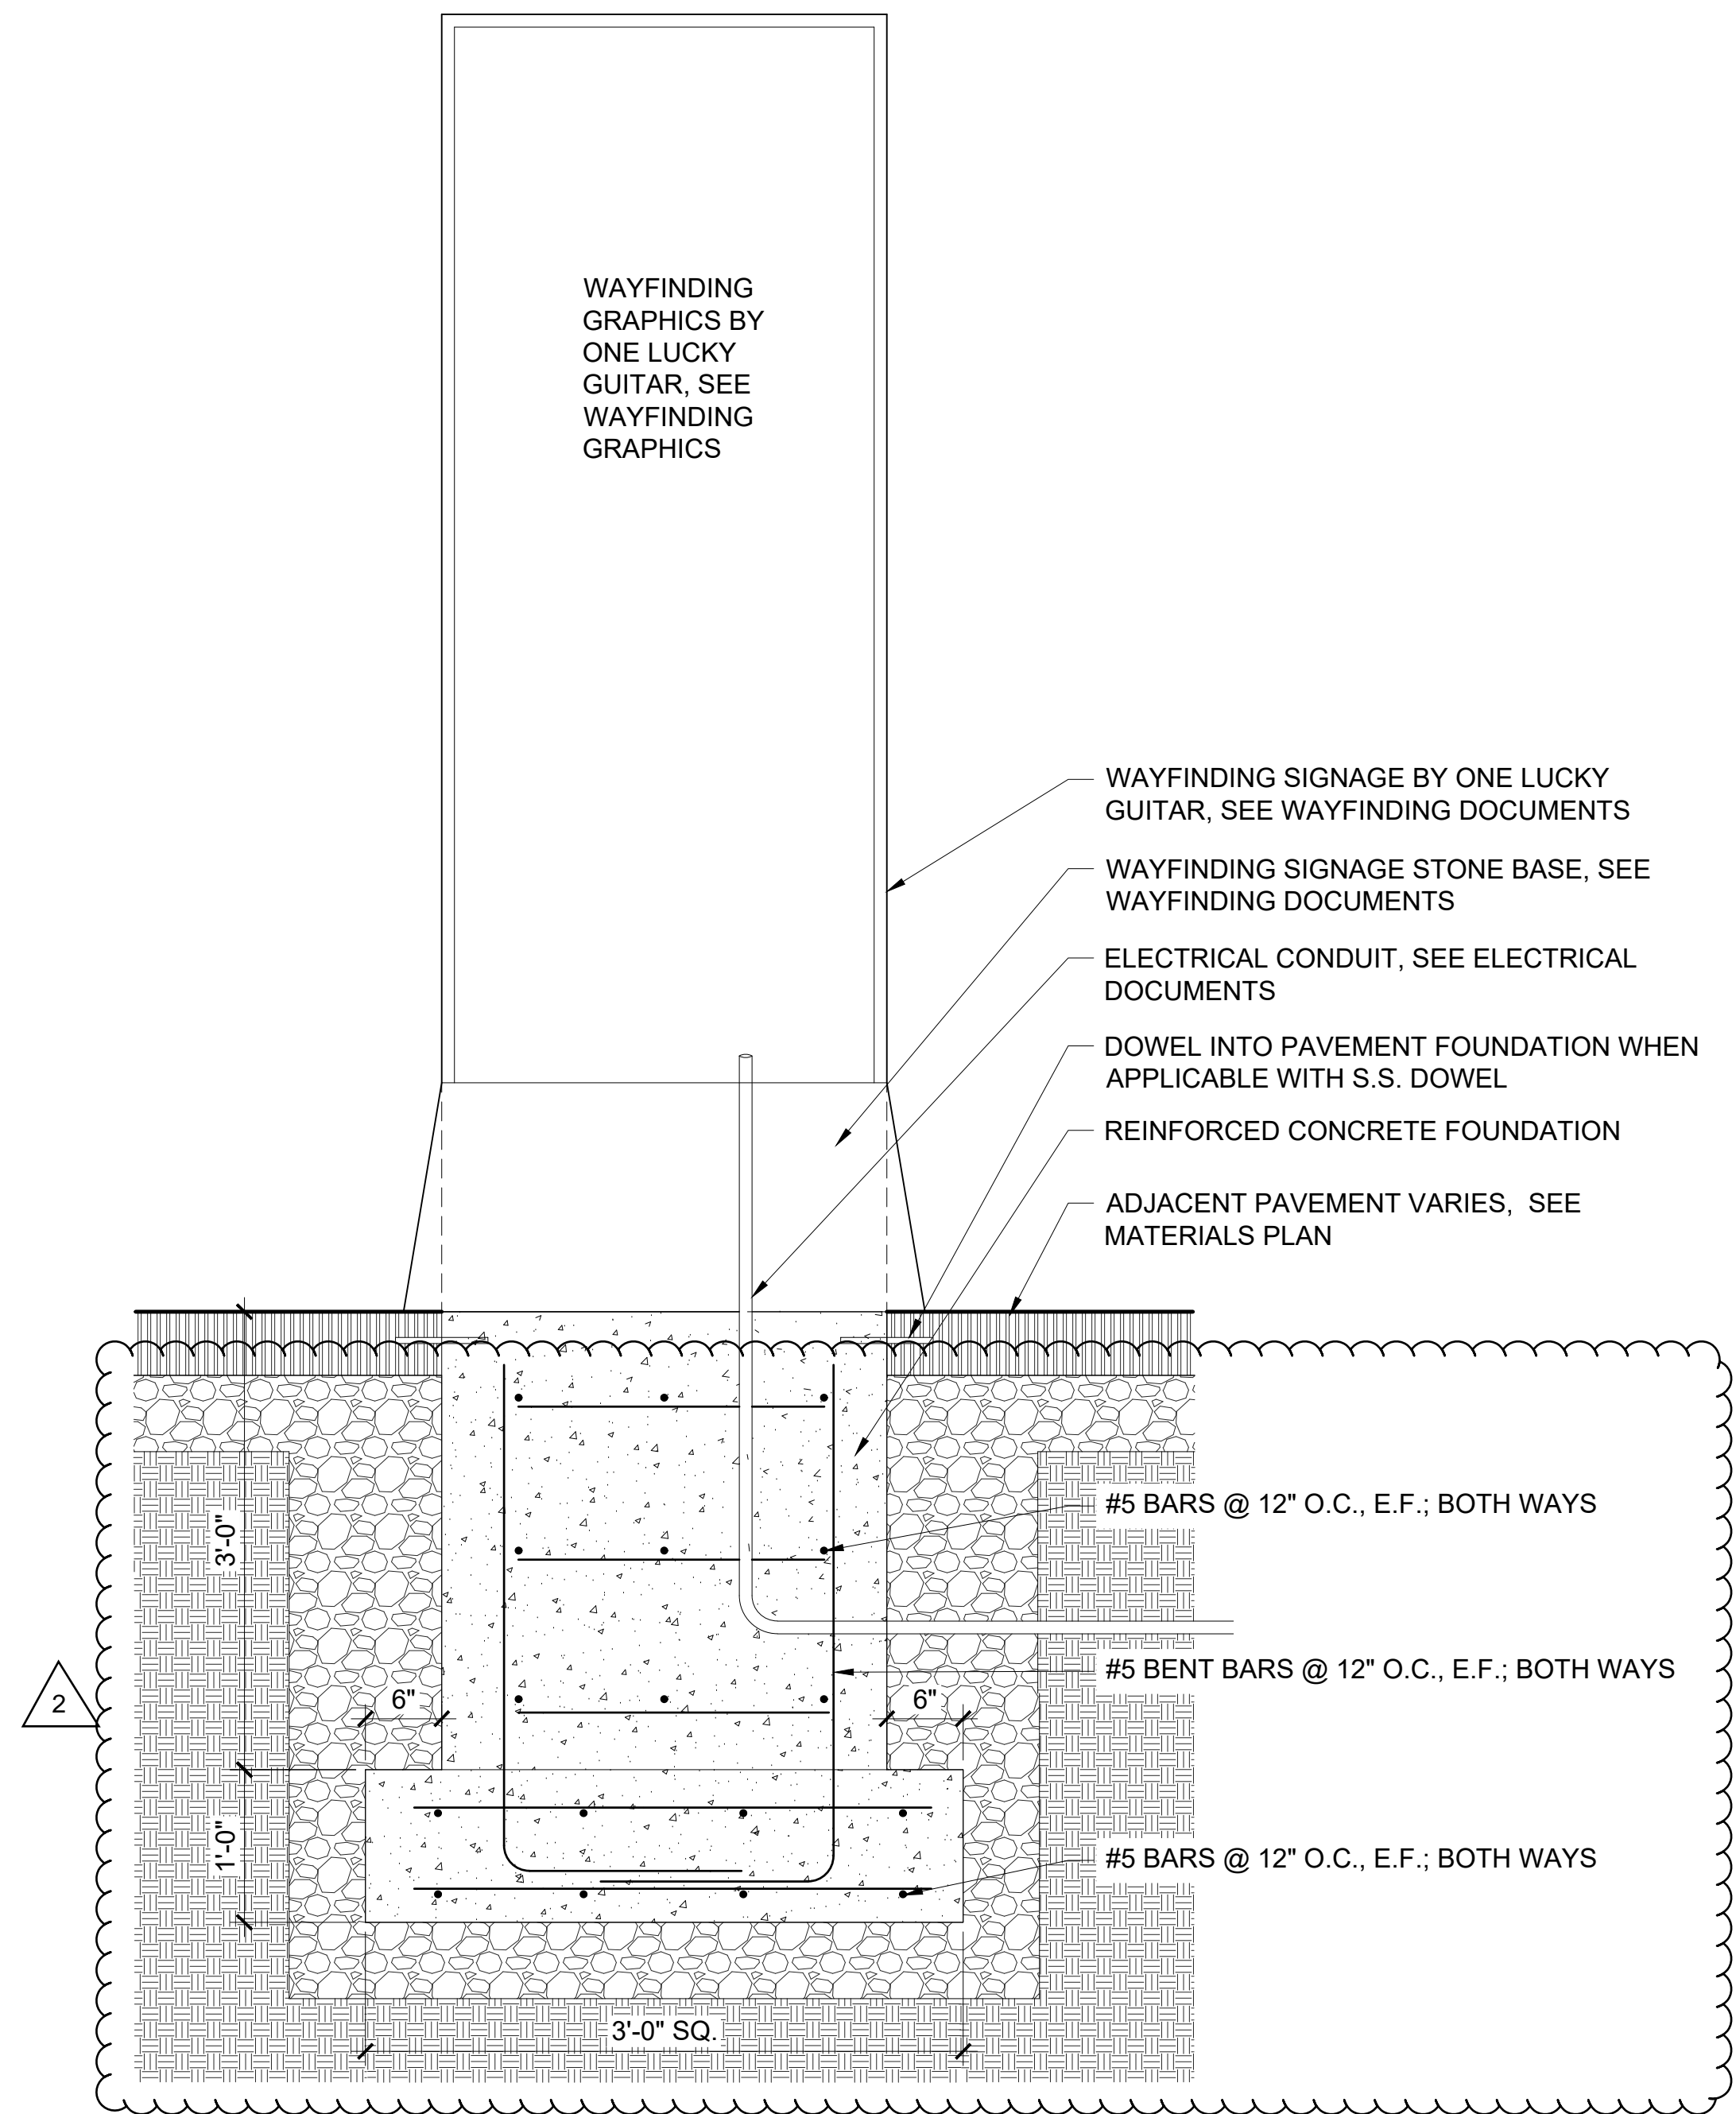 WAYFINDING
GRAPHICS BY
ONE LUCKY
GUITAR, SEE
WAYFINDING
GRAPHICS
WAYFINDING SIGNAGE BY ONE LUCKY
GUITAR, SEE WAYFINDING DOCUMENTS
WAYFINDING SIGNAGE STONE BASE, SEE
WAYFINDING DOCUMENTS
ELECTRICAL CONDUIT, SEE ELECTRICAL
DOCUMENTS
DOWEL INTO PAVEMENT FOUNDATION WHEN
APPLICABLE WITH S.S. DOWEL
REINFORCED CONCRETE FOUNDATION
ADJACENT PAVEMENT VARIES, SEE
MATERIALS PLAN
#5 BARS @ 12" O.C., E.F.; BOTH WAYS
3'-0"
#5 BENT BARS @ 12" O.C., E.F.; BOTH WAYS
2
6"
6"
1'-0"
#5 BARS @ 12" O.C., E.F.; BOTH WAYS
3'-0" SQ.